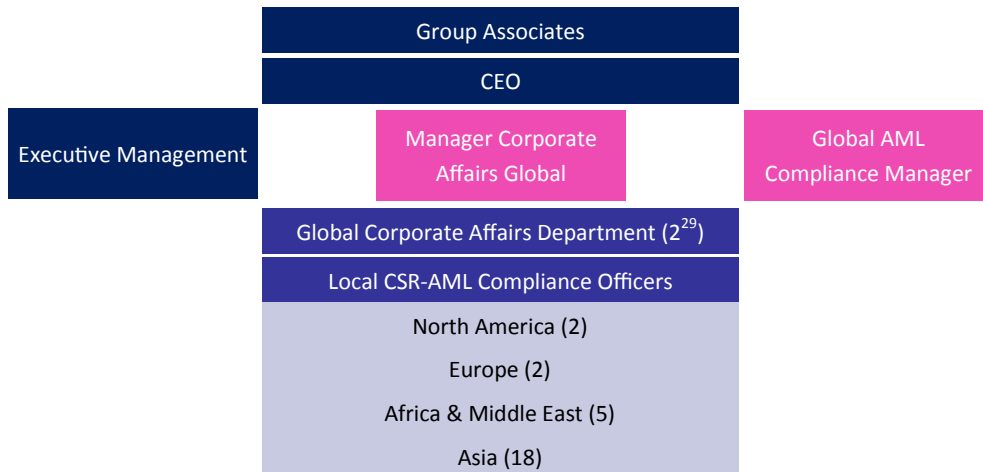 Group Associates
CEO
Executive Management
Manager Corporate
Affairs Global
Global AML
Compliance Manager
Global Corporate Affairs Department (2²⁹)
Local CSR-AML Compliance Officers
North America (2)
Europe (2)
Africa & Middle East (5)
Asia (18)